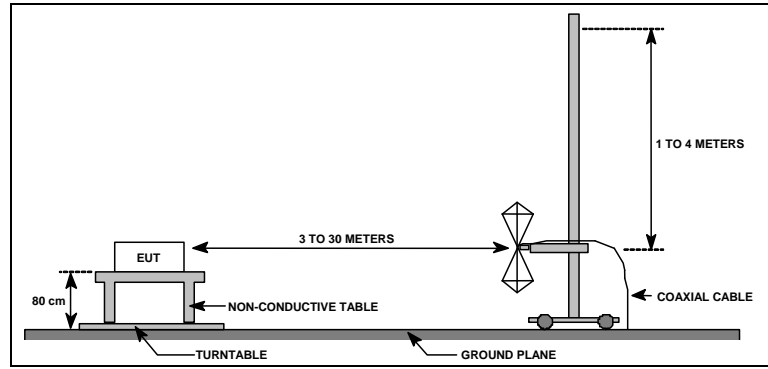 1 TO 4 METERS
3 TO 30 METERS
EUT
80 cm
NON-CONDUCTIVE TABLE
COAXIAL CABLE
TURNTABLE
GROUND PLANE